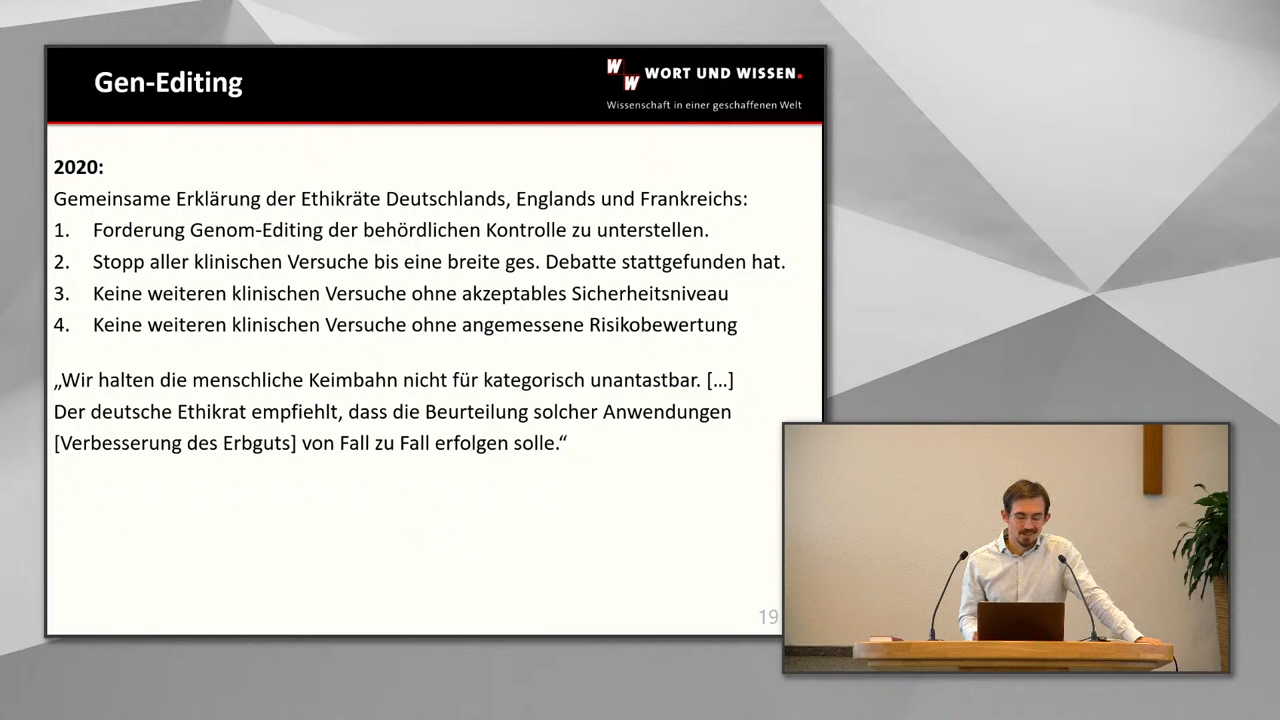 Gen-Editing
W W WORT UND WISSEN.
Wissenschaft in einer geschaffenen Welt
2020:
Gemeinsame Erklärung der Ethikräte Deutschlands, Englands und Frankreichs:
1. Forderung Genom-Editing der behördlichen Kontrolle zu unterstellen.
2. Stopp aller klinischen Versuche bis eine breite ges. Debatte stattgefunden hat.
3. Keine weiteren klinischen Versuche ohne akzeptables Sicherheitsniveau
4. Keine weiteren klinischen Versuche ohne angemessene Risikobewertung
„Wir halten die menschliche Keimbahn nicht für kategorisch unantastbar. […]
Der deutsche Ethikrat empfiehlt, dass die Beurteilung solcher Anwendungen
[Verbesserung des Erbguts] von Fall zu Fall erfolgen solle.“
19